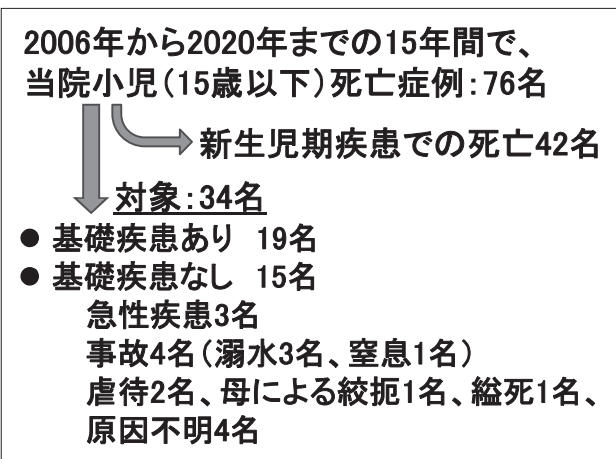 2006年から2020年までの15年間で、
当院小児(15歳以下)死亡症例:76名
新生児期疾患での死亡42名
対象:34名
● 基礎疾患あり 19名
● 基礎疾患なし 15名
急性疾患3名
事故4名(溺水3名、窒息1名)
虐待2名、母による絞扼1名、縊死1名、
原因不明4名